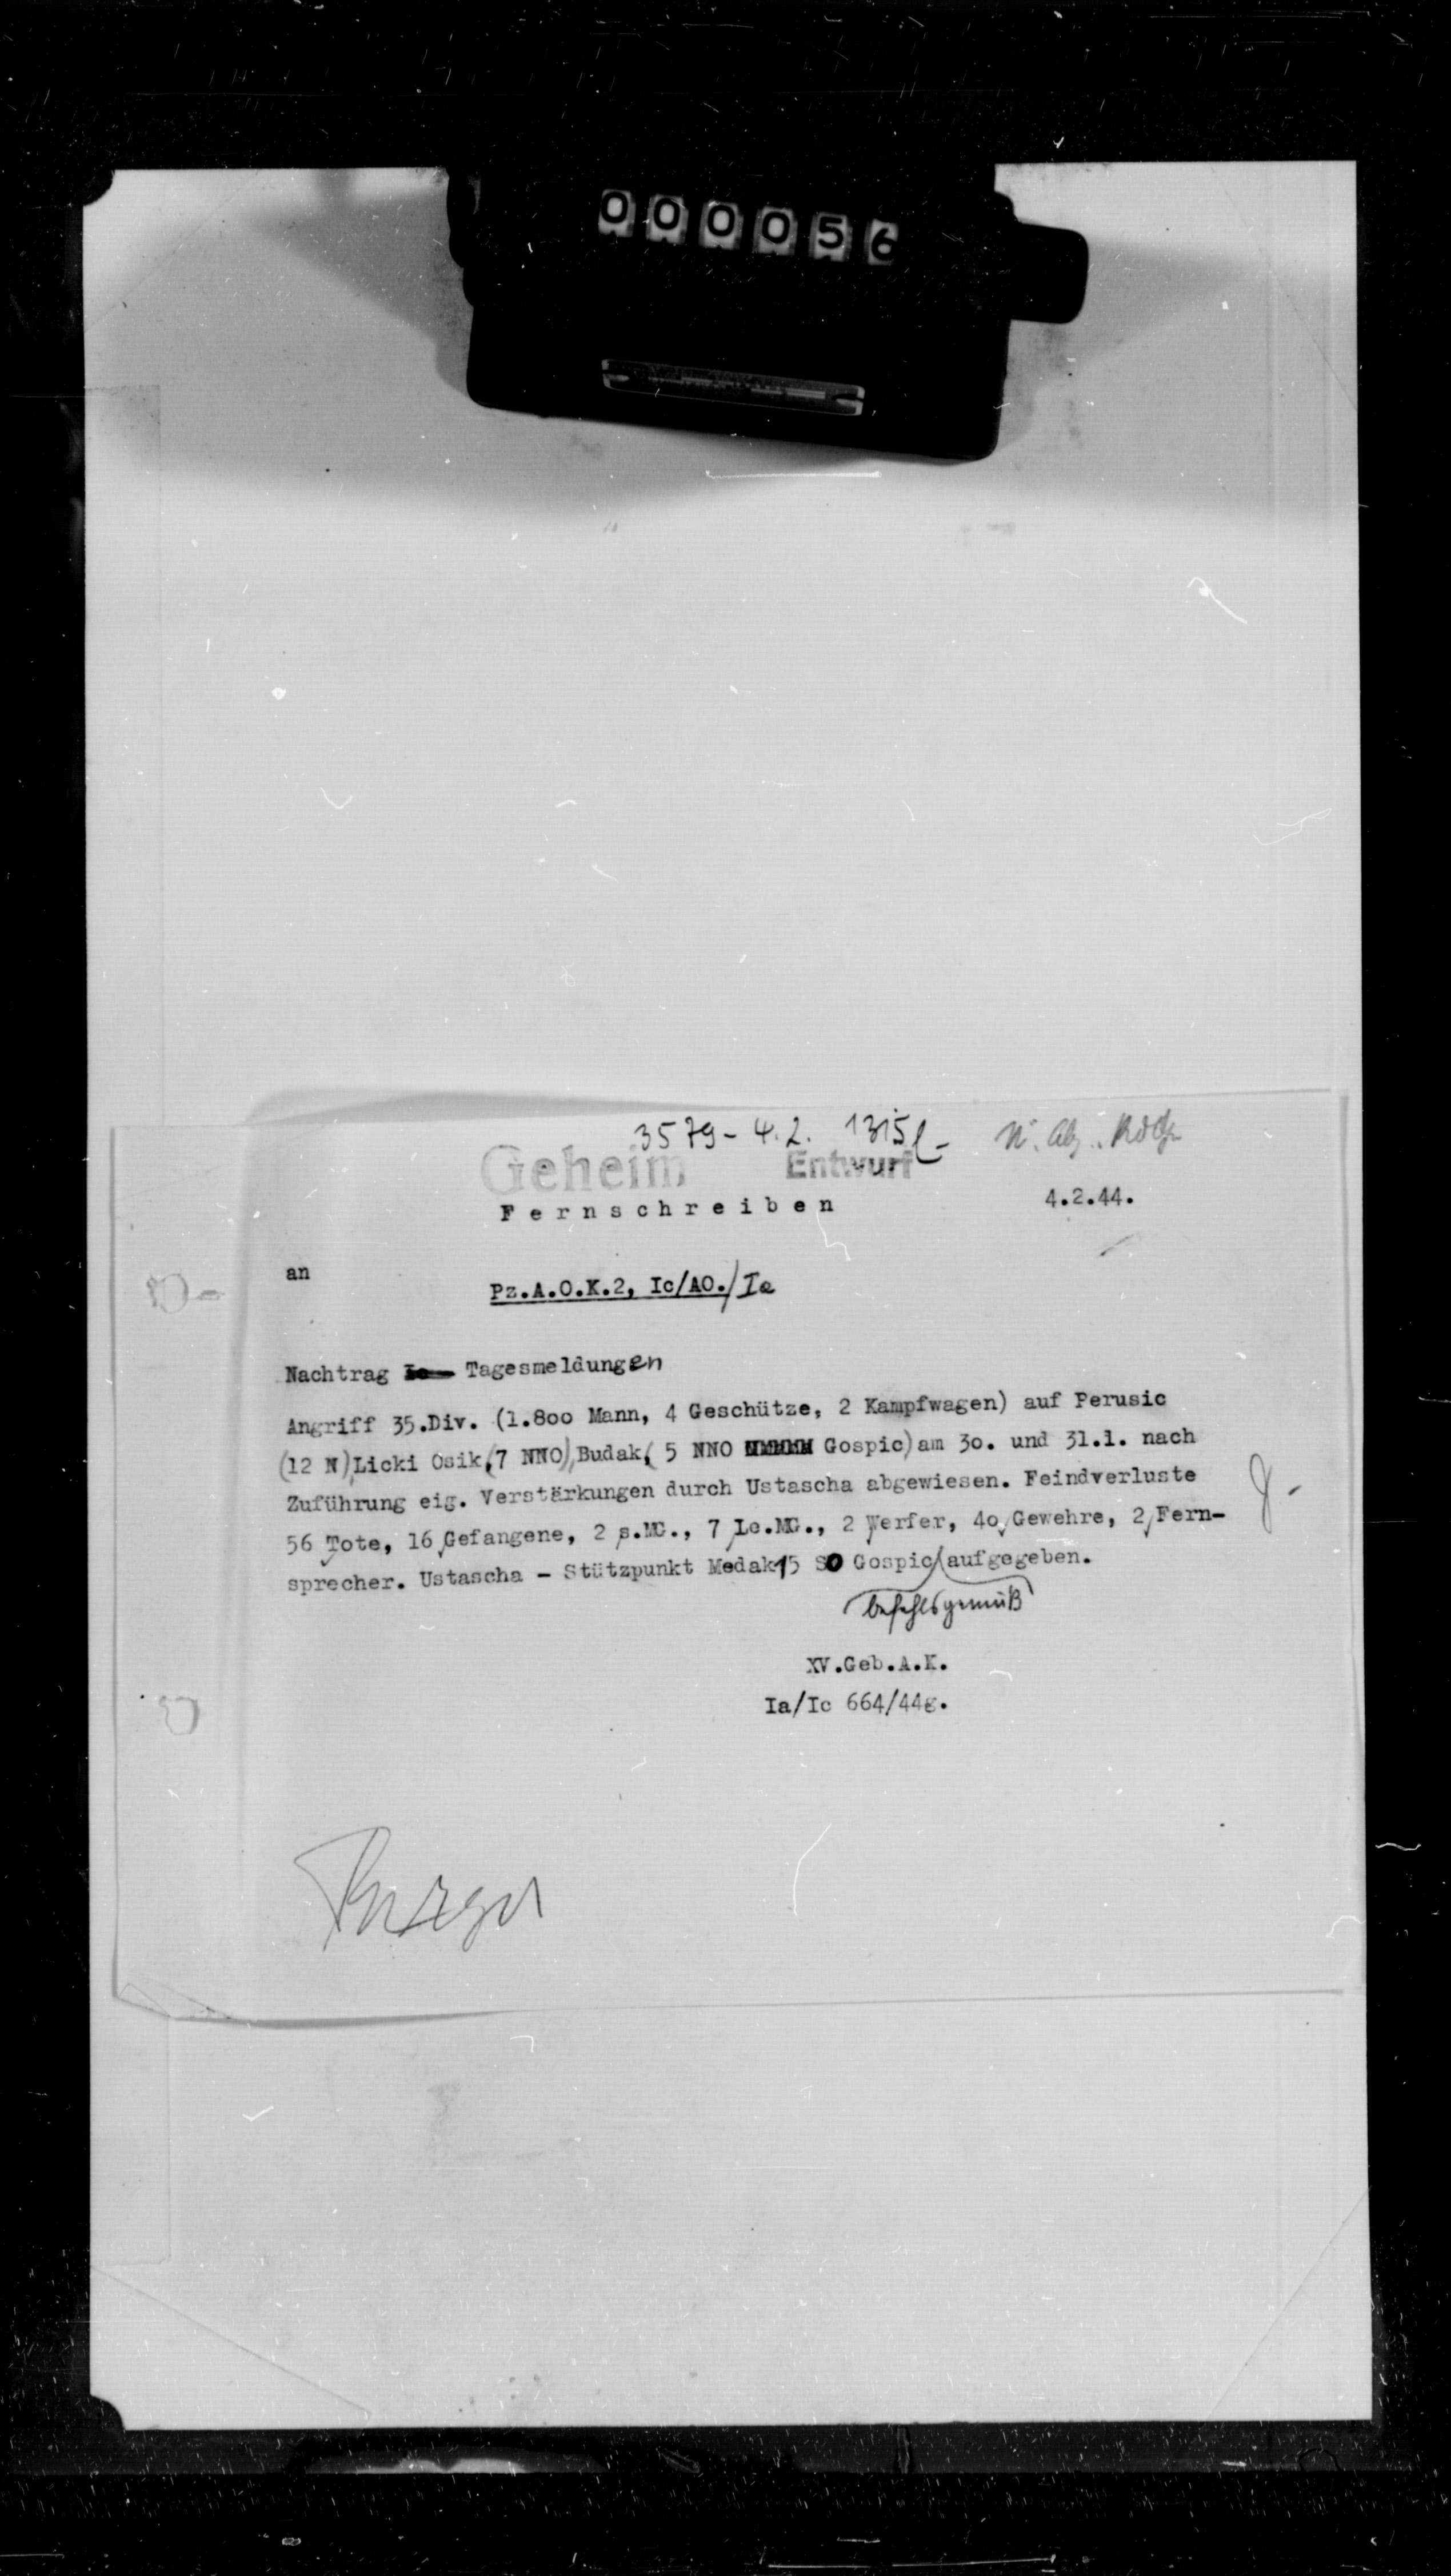 000056
3579 - 4.2. 1315
Geheim Entwurf
Fernschreiben 4.2.44.
an
Pz.A.O.K.2, Ic/AO./Ia
Nachtrag Tagesmeldungen
Angriff 35.Div. (1.800 Mann, 4 Geschütze, 2 Kampfwagen) auf Perusic
(12 N), Licki Osik (7 NNO), Budak ( 5 NNO Gospic) am 30. und 31.1. nach
Zuführung eig. Verstärkungen durch Ustascha abgewiesen. Feindverluste
56 Tote, 16 Gefangene, 2 s.MG., 7 Le.MG., 2 Werfer, 40 Gewehre, 2 Fern-
sprecher. Ustascha - Stützpunkt Medak 15 SO Gospic aufgegeben.
befehlsgemäß
XV.Geb.A.K.
Ia/Ic 664/44g.